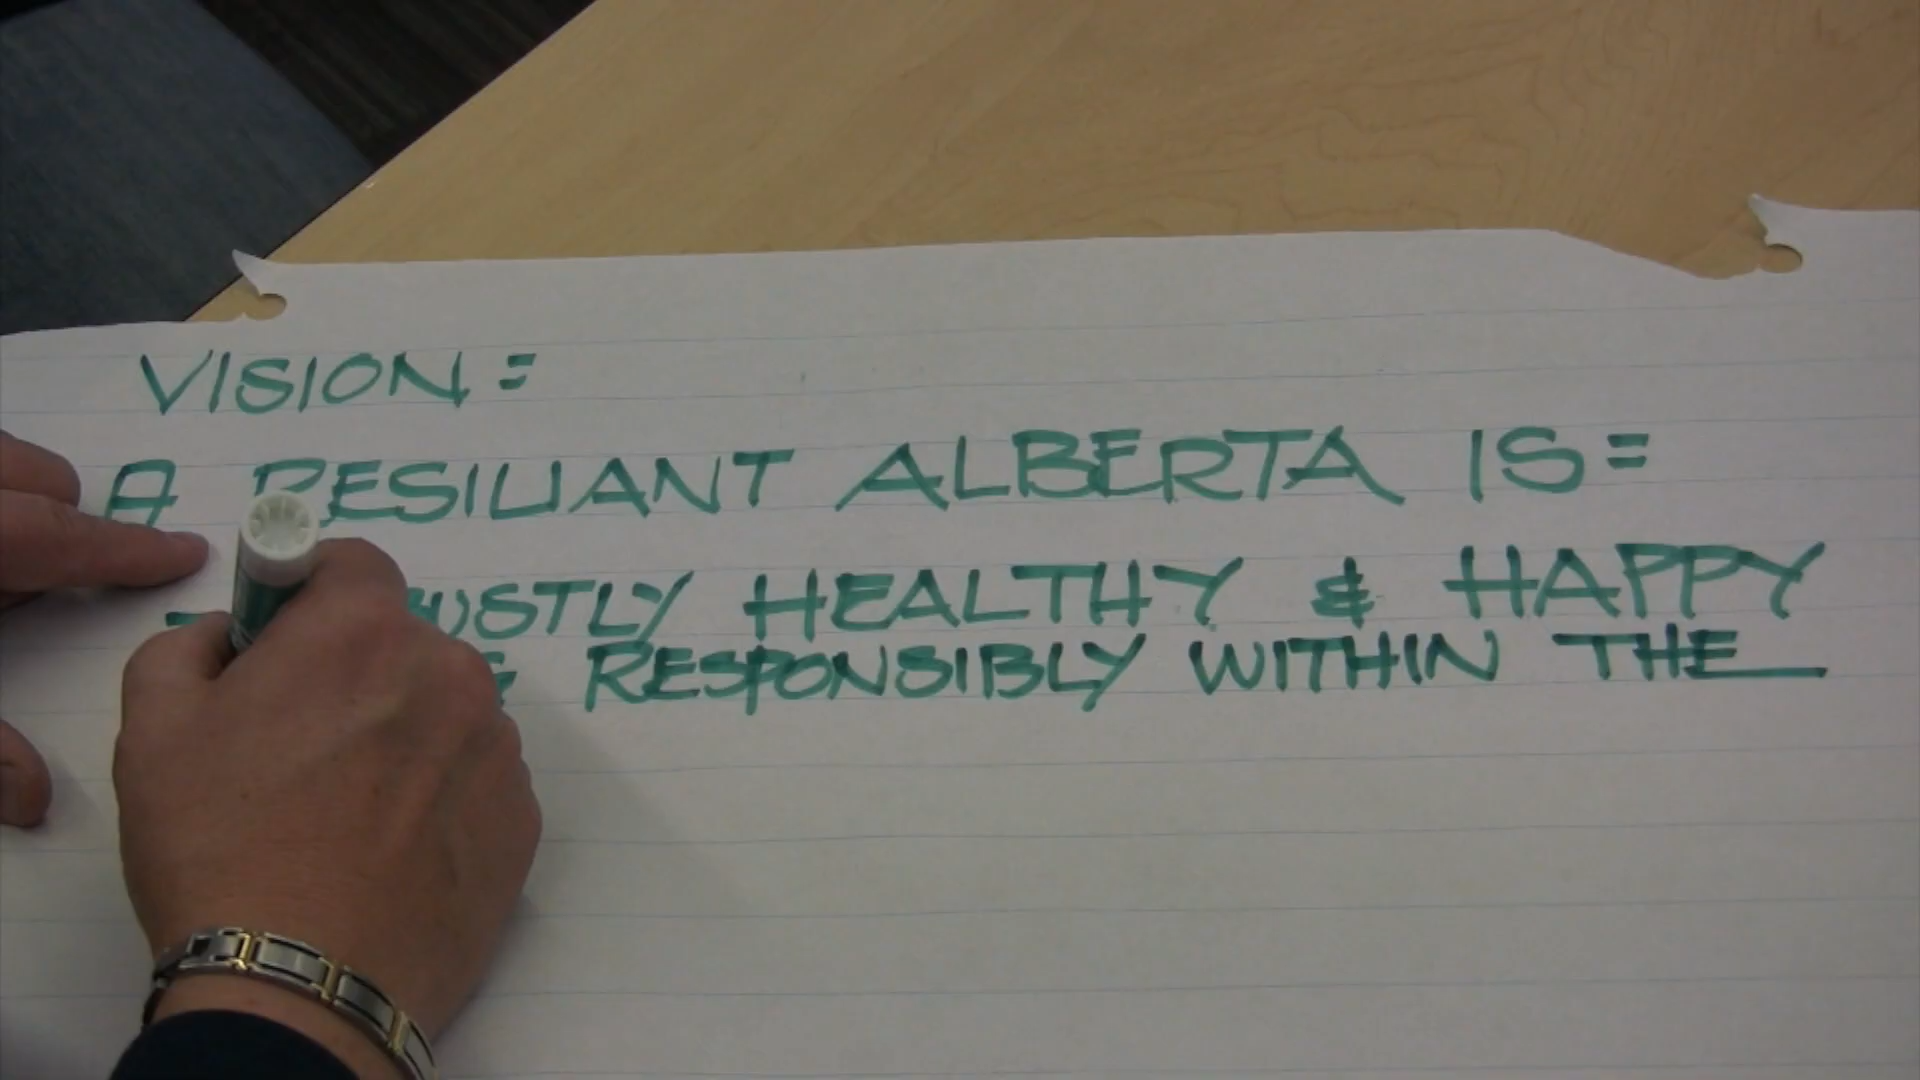 VISION:
A RESILIANT ALBERTA IS:
HEALTHY & HAPPY
RESPONSIBLY WITHIN THE